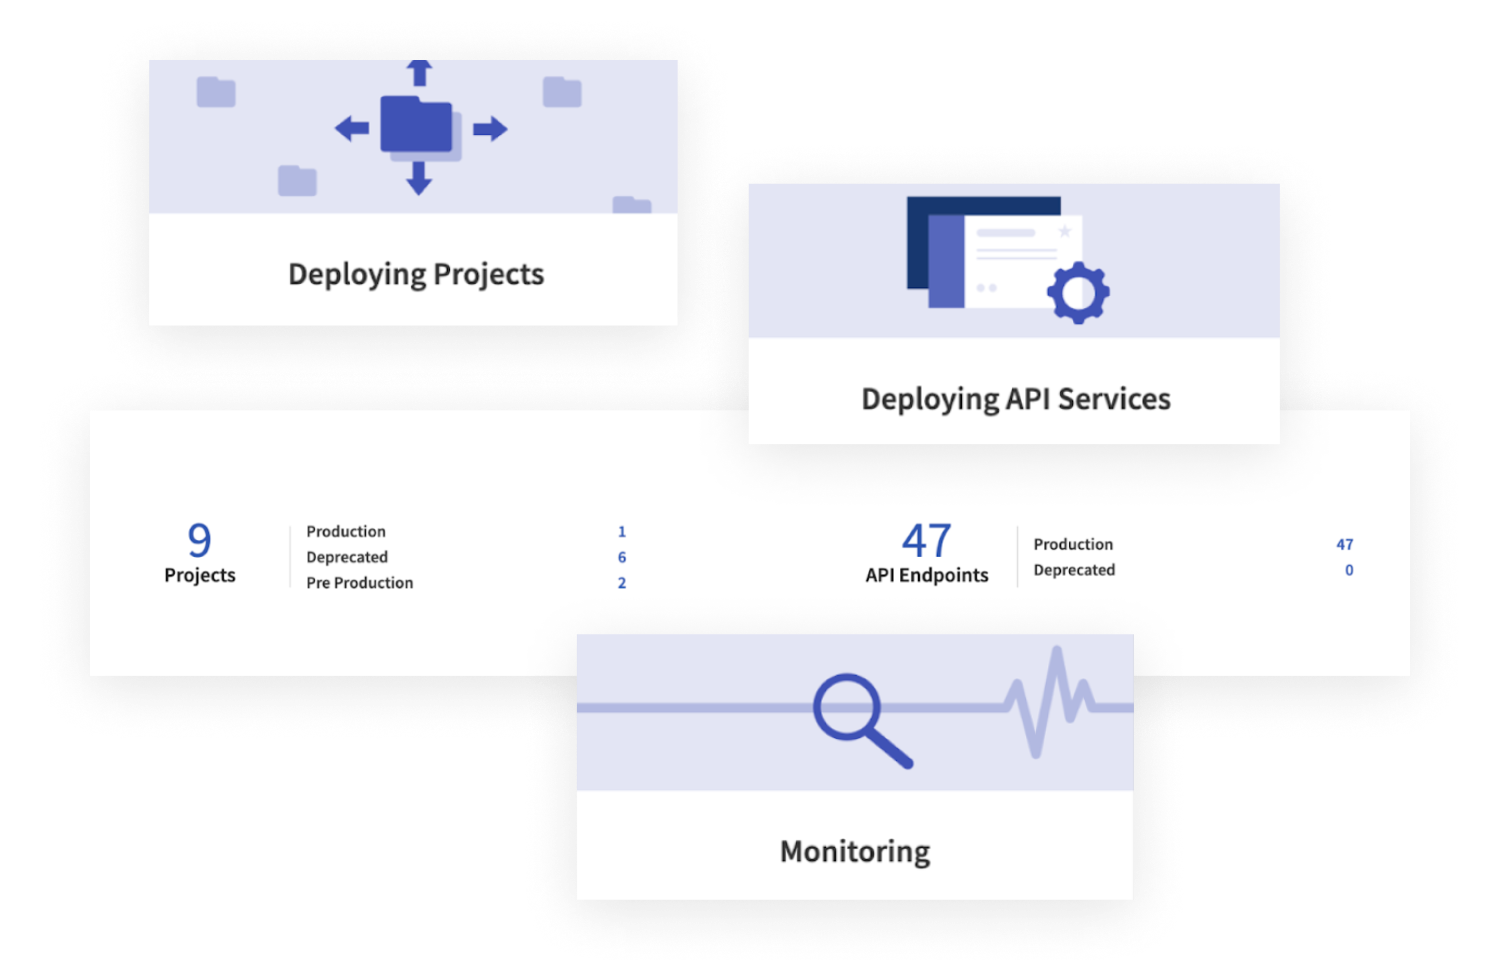 Deploying Projects
Deploying API Services
9
Projects
Production 1
Deprecated 6
Pre Production 2
47
API Endpoints
Production 47
Deprecated 0
Monitoring